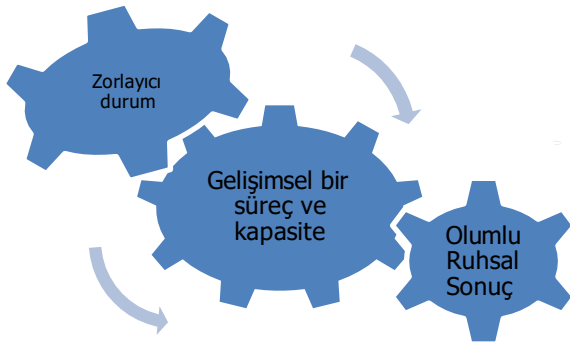 Zorlayıcı
durum
Gelişimsel bir
süreç ve
kapasite
Olumlu
Ruhsal
Sonuç